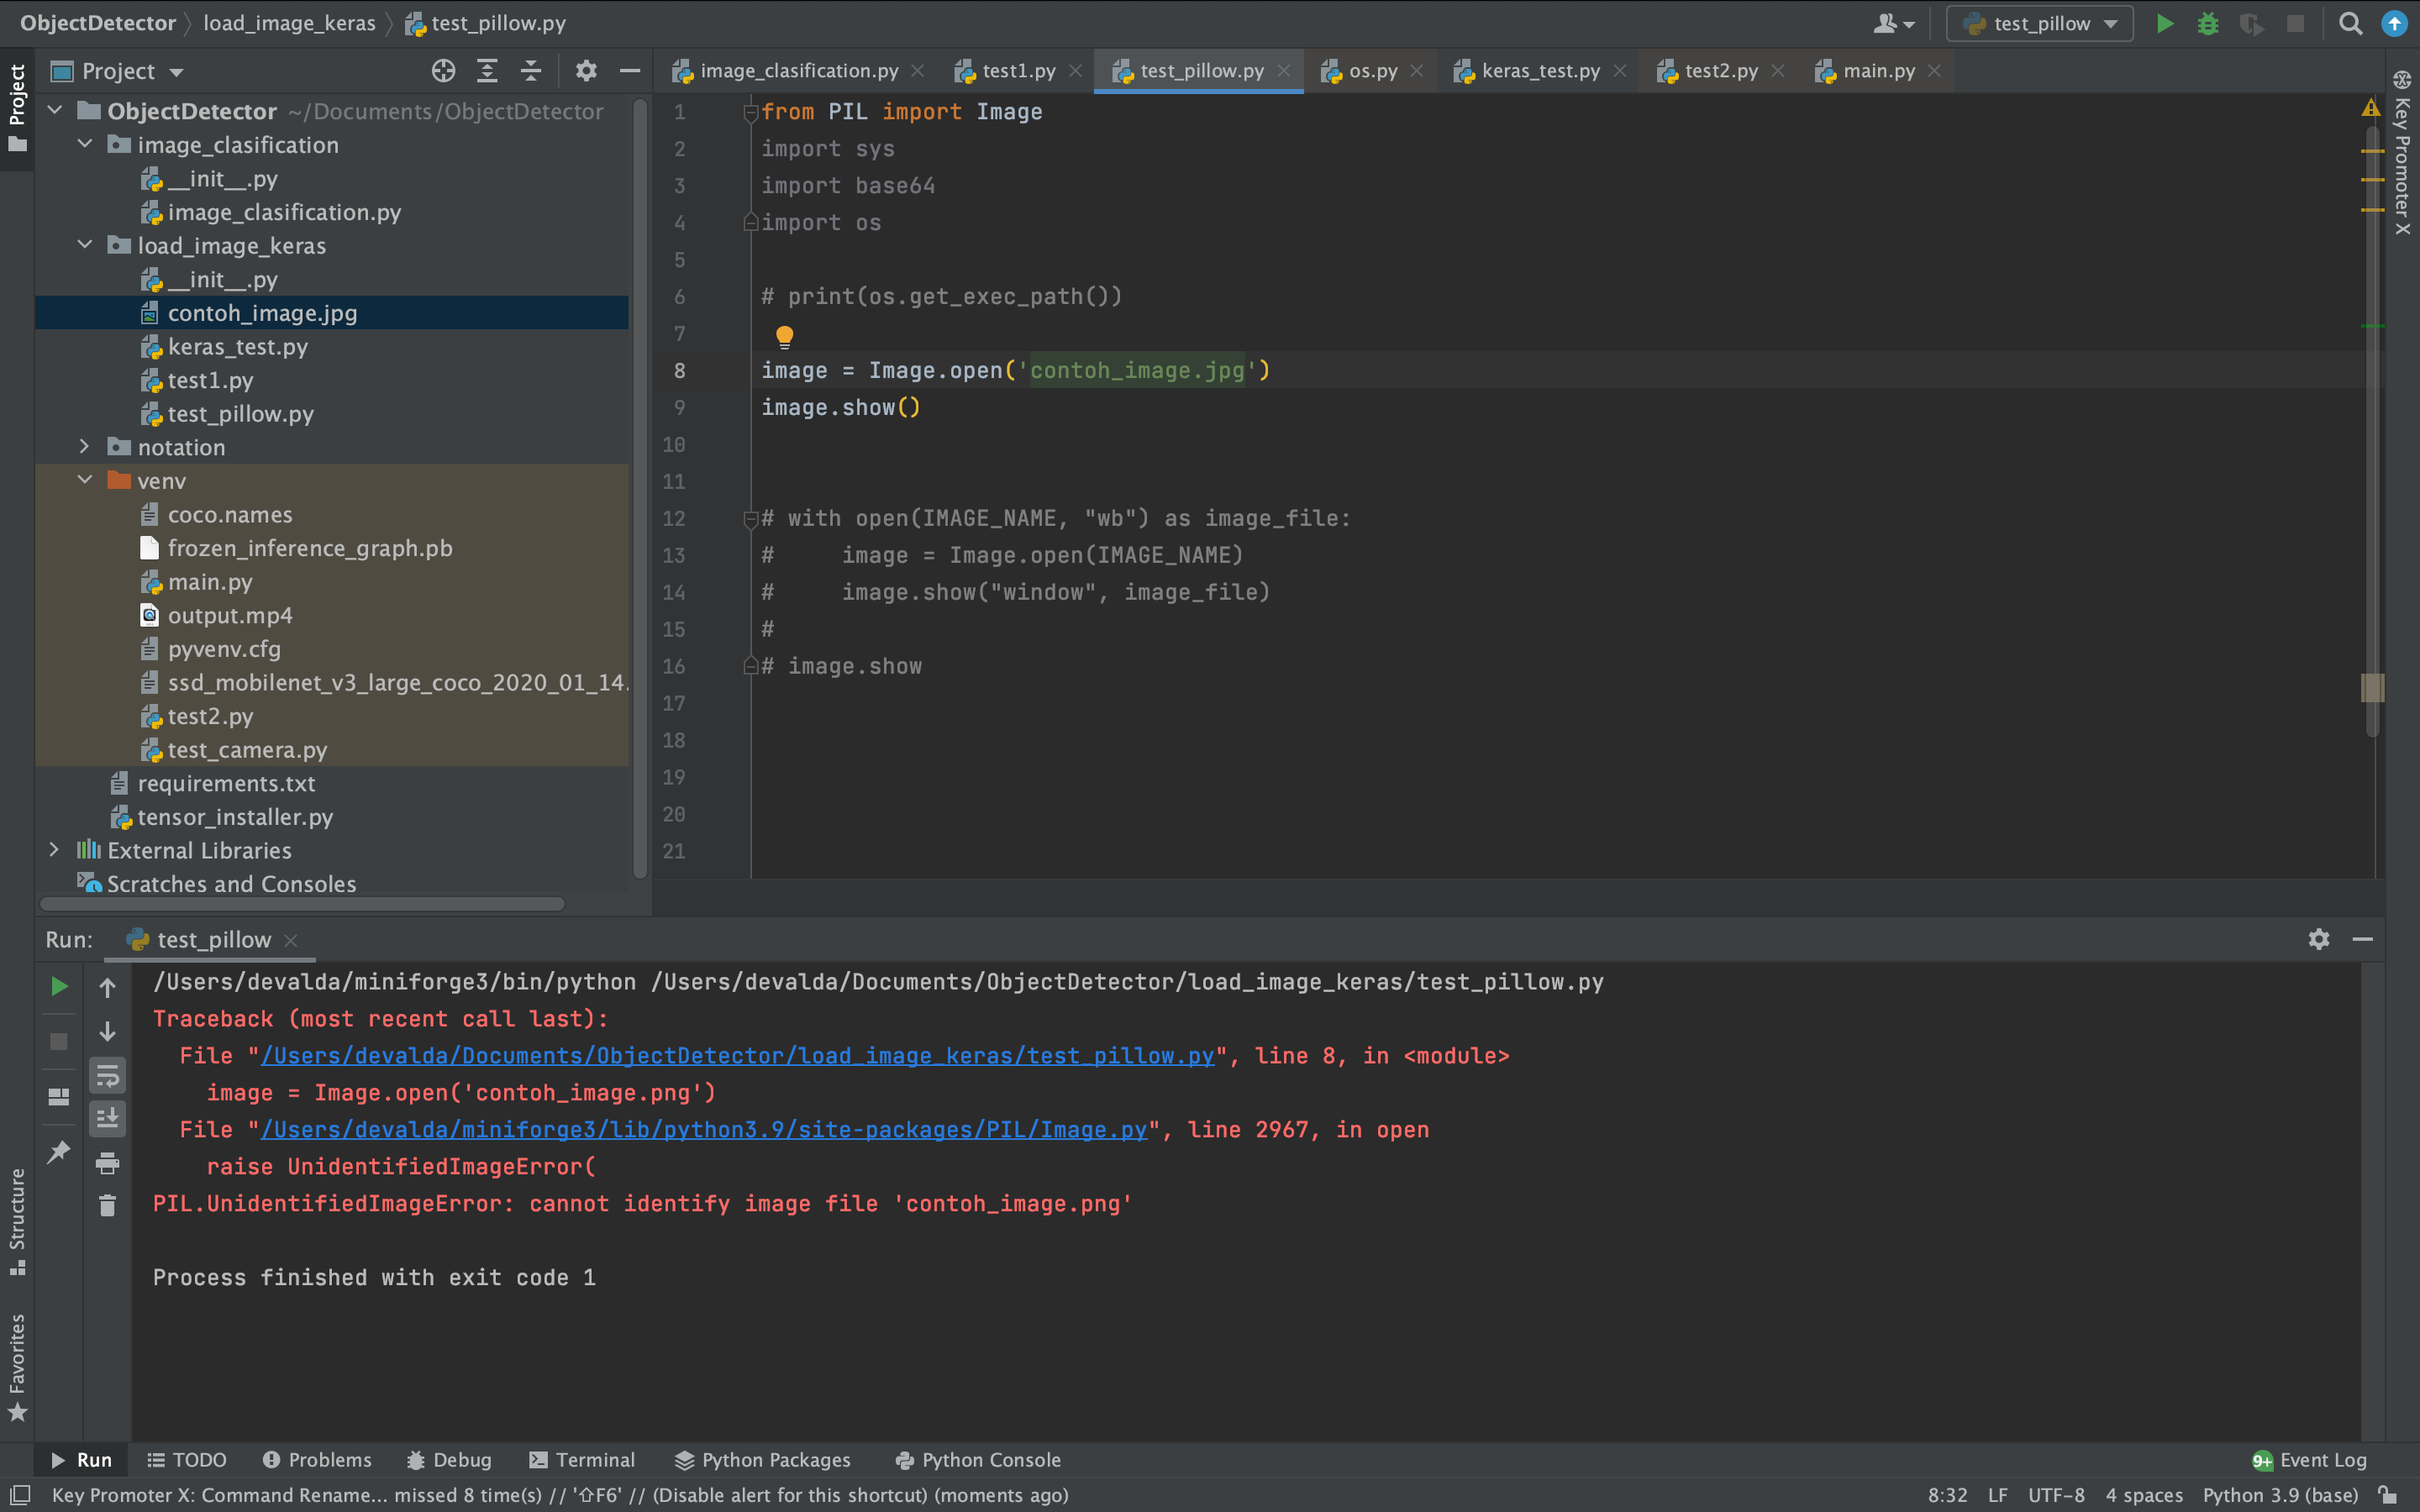 ObjectDetector load_image_keras test_pillow.py
test_pillow
Project
Project
image_clasification.py
test1.py
test_pillow.py
os.py
keras_test.py
test2.py
main.py
Key Promoter X
ObjectDetector ~/Documents/ObjectDetector
image_clasification
__init__.py
image_clasification.py
load_image_keras
__init__.py
contoh_image.jpg
keras_test.py
test1.py
test_pillow.py
notation
venv
coco.names
frozen_inference_graph.pb
main.py
output.mp4
pyvenv.cfg
ssd_mobilenet_v3_large_coco_2020_01_14.
test2.py
test_camera.py
requirements.txt
tensor_installer.py
External Libraries
Scratches and Consoles
1 from PIL import Image
2 import sys
3 import base64
4 import os
5
6 # print(os.get_exec_path())
7
8 image = Image.open('contoh_image.jpg')
9 image.show()
10
11
12 # with open(IMAGE_NAME, "wb") as image_file:
13 #     image = Image.open(IMAGE_NAME)
14 #     image.show("window", image_file)
15 #
16 # image.show
17
18
19
20
21
Run: test_pillow
/Users/devalda/miniforge3/bin/python /Users/devalda/Documents/ObjectDetector/load_image_keras/test_pillow.py
Traceback (most recent call last):
  File "/Users/devalda/Documents/ObjectDetector/load_image_keras/test_pillow.py", line 8, in <module>
    image = Image.open('contoh_image.png')
  File "/Users/devalda/miniforge3/lib/python3.9/site-packages/PIL/Image.py", line 2967, in open
    raise UnidentifiedImageError(
PIL.UnidentifiedImageError: cannot identify image file 'contoh_image.png'
Process finished with exit code 1
Structure
Favorites
Run TODO Problems Debug Terminal Python Packages Python Console 9+ Event Log
Key Promoter X: Command Rename... missed 8 time(s) // '⇧F6' // (Disable alert for this shortcut) (moments ago) 8:32 LF UTF-8 4 spaces Python 3.9 (base)